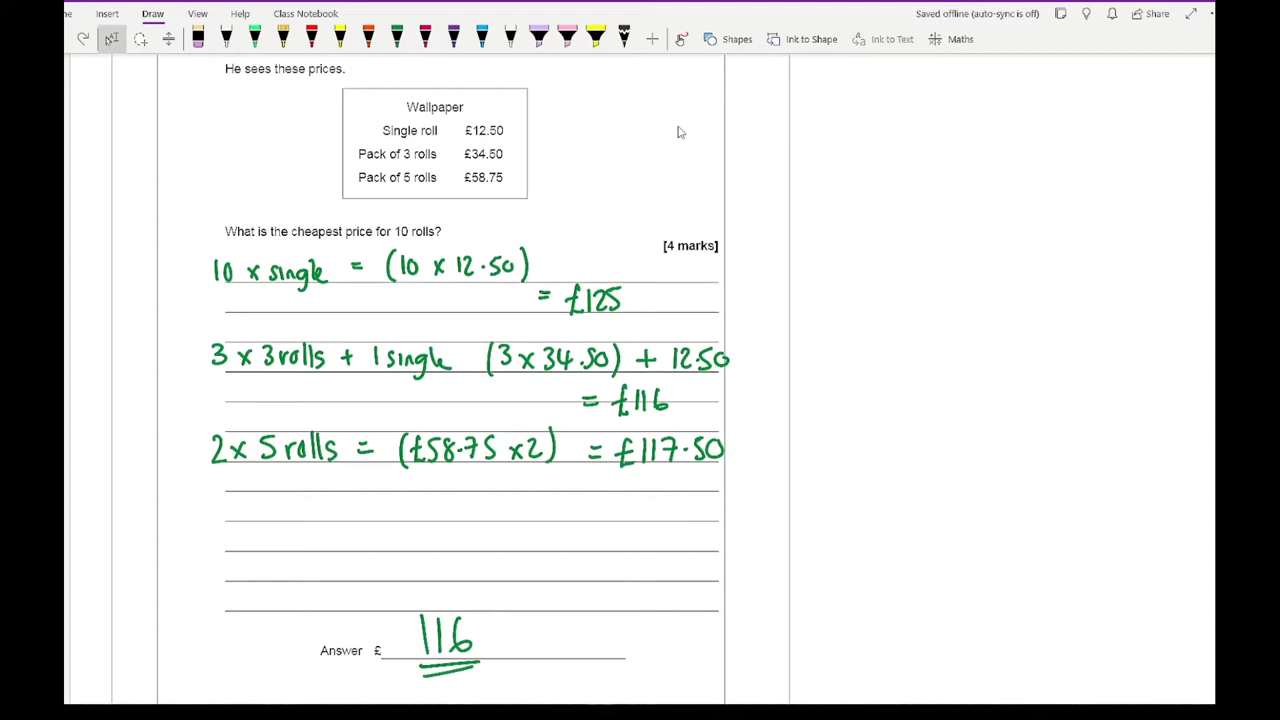 Insert Draw View Help Class Notebook Saved offline (auto-sync is off) Share
Shapes Ink to Shape Ink to Text Maths
He sees these prices.
Wallpaper
Single roll £12.50
Pack of 3 rolls £34.50
Pack of 5 rolls £58.75
What is the cheapest price for 10 rolls?
[4 marks]
10 x single = (10 x 12.50)
= £125
3 x 3 rolls + 1 single (3 x 34.50) + 12.50
= £116
2 x 5 rolls = (£58.75 x 2) = £117.50
Answer £ 116